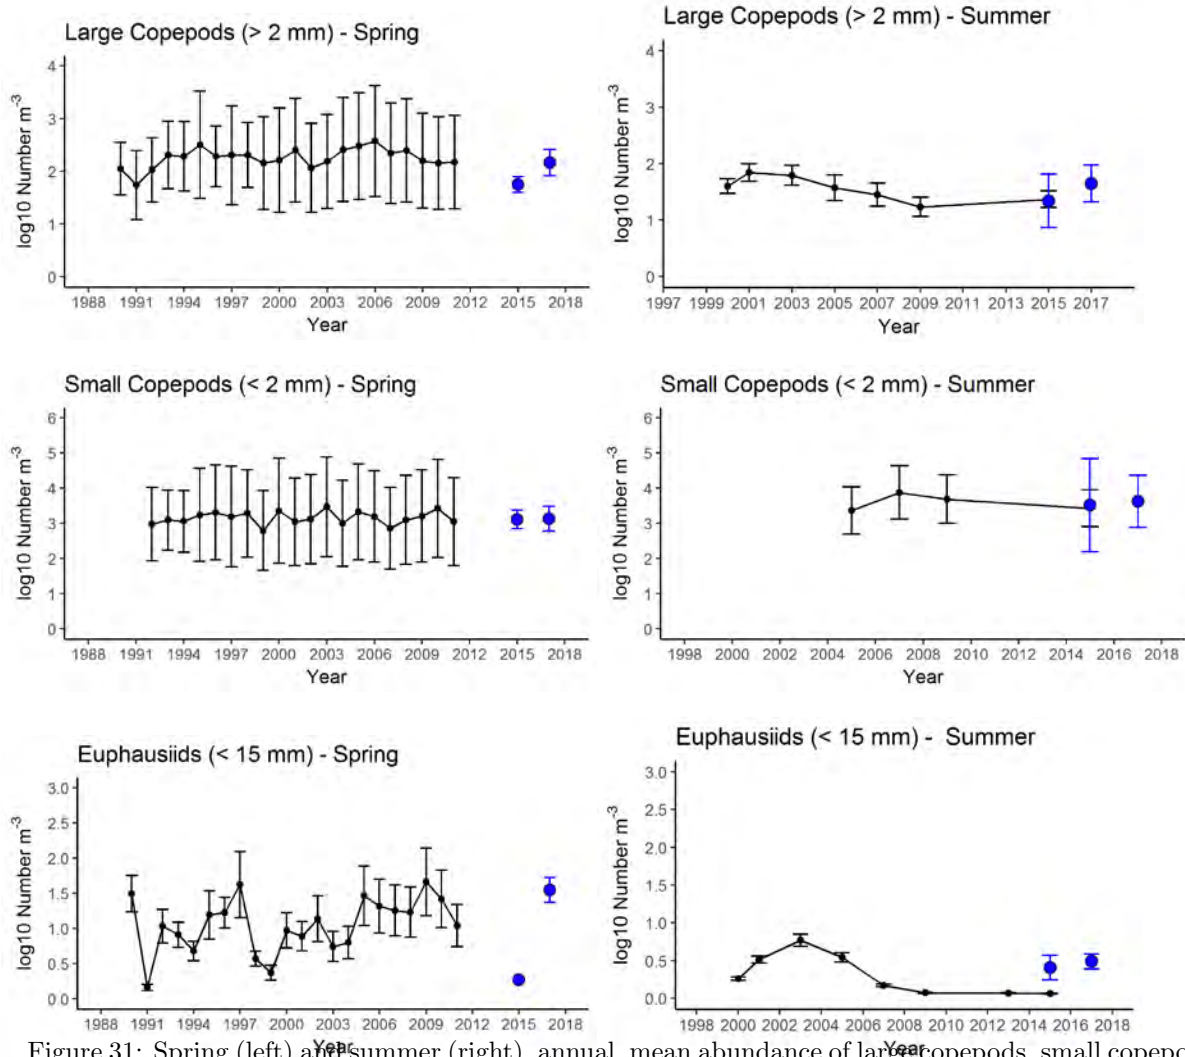 Large Copepods (> 2 mm) - Spring
4
3
2
1
0
log10 Number m-3
1988 1991 1994 1997 2000 2003 2006 2009 2012 2015 2018
Year
Large Copepods (> 2 mm) - Summer
4
3
2
1
0
log10 Number m-3
1997 1999 2001 2003 2005 2007 2009 2011 2013 2015 2017
Year
Small Copepods (< 2 mm) - Spring
6
5
4
3
2
1
0
log10 Number m-3
1988 1991 1994 1997 2000 2003 2006 2009 2012 2015 2018
Year
Small Copepods (< 2 mm) - Summer
6
5
4
3
2
1
0
log10 Number m-3
1998 2000 2002 2004 2006 2008 2010 2012 2014 2016 2018
Year
Euphausiids (< 15 mm) - Spring
3.0
2.5
2.0
1.5
1.0
0.5
0.0
log10 Number m-3
1988 1991 1994 1997 2000 2003 2006 2009 2012 2015 2018
Year
Euphausiids (< 15 mm) - Summer
3.0
2.5
2.0
1.5
1.0
0.5
0.0
log10 Number m-3
1998 2000 2002 2004 2006 2008 2010 2012 2014 2016 2018
Year
Figure 31: Spring (left) and summer (right) annual mean abundance of large copepods, small copepo